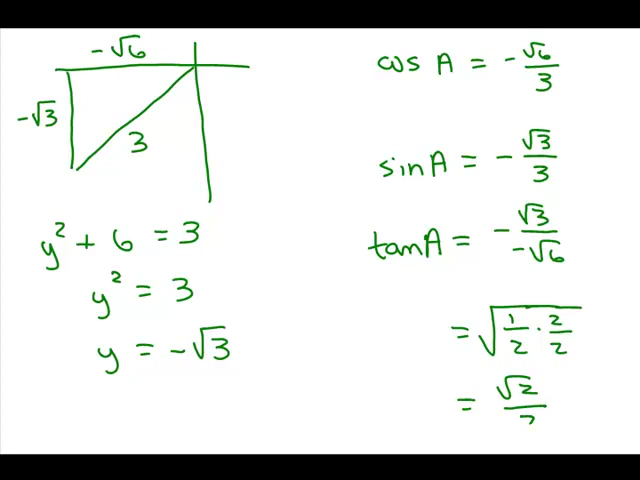 -√6
-√3
3
y² + 6 = 3
y² = 3
y = -√3
cos A = -√6/3
sin A = -√3/3
tan A = -√3/-√6
= √(1/2 · 2/2)
= √2/2